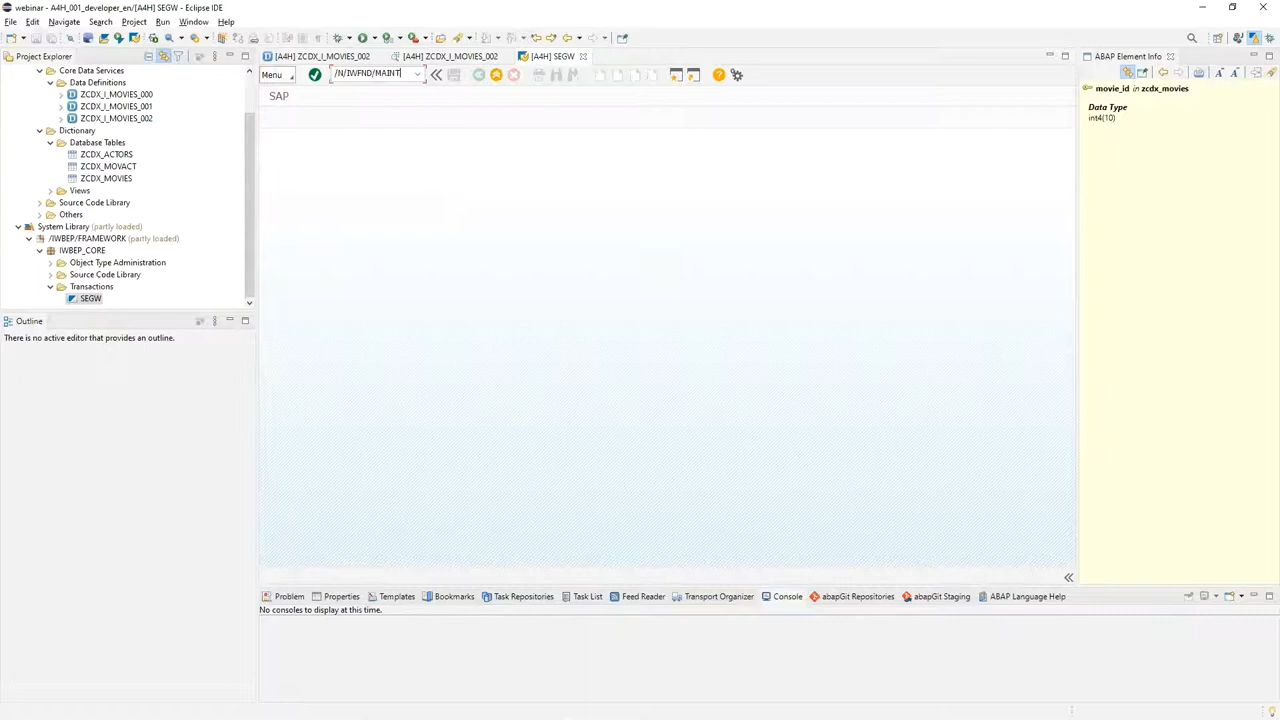 webinar - A4H_001_developer_en/[A4H] SEGW - Eclipse IDE
File Edit Navigate Search Project Run Window Help
Project Explorer
Core Data Services
Data Definitions
ZCDX_I_MOVIES_000
ZCDX_I_MOVIES_001
ZCDX_I_MOVIES_002
Dictionary
Database Tables
ZCDX_ACTORS
ZCDX_MOVACT
ZCDX_MOVIES
Views
Source Code Library
Others
System Library (partly loaded)
/IWBEP/FRAMEWORK (partly loaded)
IWBEP_CORE
Object Type Administration
Source Code Library
Transactions
SEGW
Outline
There is no active editor that provides an outline.
[A4H] ZCDX_I_MOVIES_002 [A4H] ZCDX_I_MOVIES_002 [A4H] SEGW
Menu /N/IWFND/MAINT
SAP
ABAP Element Info
movie_id in zcdx_movies
Data Type
int4(10)
Problem Properties Templates Bookmarks Task Repositories Task List Feed Reader Transport Organizer Console abapGit Repositories abapGit Staging ABAP Language Help
No consoles to display at this time.